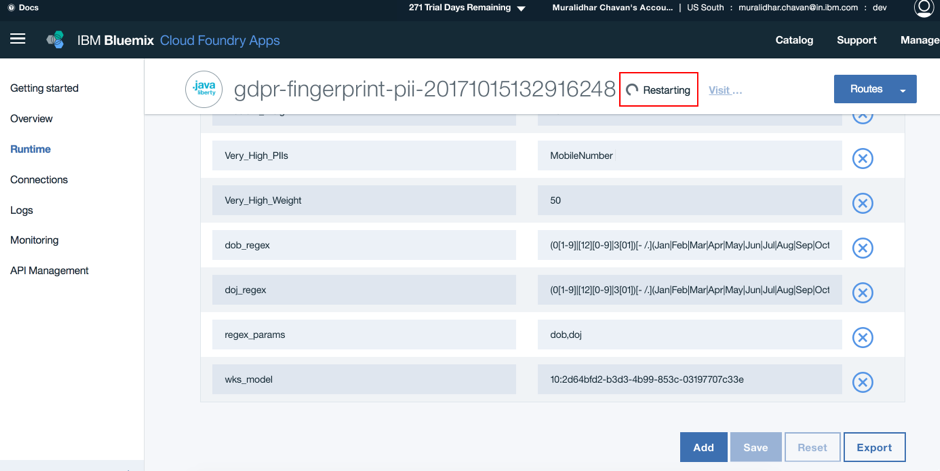 Docs
271 Trial Days Remaining
Muralidhar Chavan's Accou... | US South : muralidhar.chavan@in.ibm.com : dev
IBM Bluemix Cloud Foundry Apps
Catalog Support Manage
Getting started
Overview
Runtime
Connections
Logs
Monitoring
API Management
java
liberty
gdpr-fingerprint-pii-20171015132916248
Restarting
Visit ...
Routes
Very_High_PIIs MobileNumber
Very_High_Weight 50
dob_regex (0[1-9]|[12][0-9]|3[01])[- /.](Jan|Feb|Mar|Apr|May|Jun|Jul|Aug|Sep|Oct
doj_regex (0[1-9]|[12][0-9]|3[01])[- /.](Jan|Feb|Mar|Apr|May|Jun|Jul|Aug|Sep|Oct
regex_params dob,doj
wks_model 10:2d64bfd2-b3d3-4b99-853c-03197707c33e
Add Save Reset Export